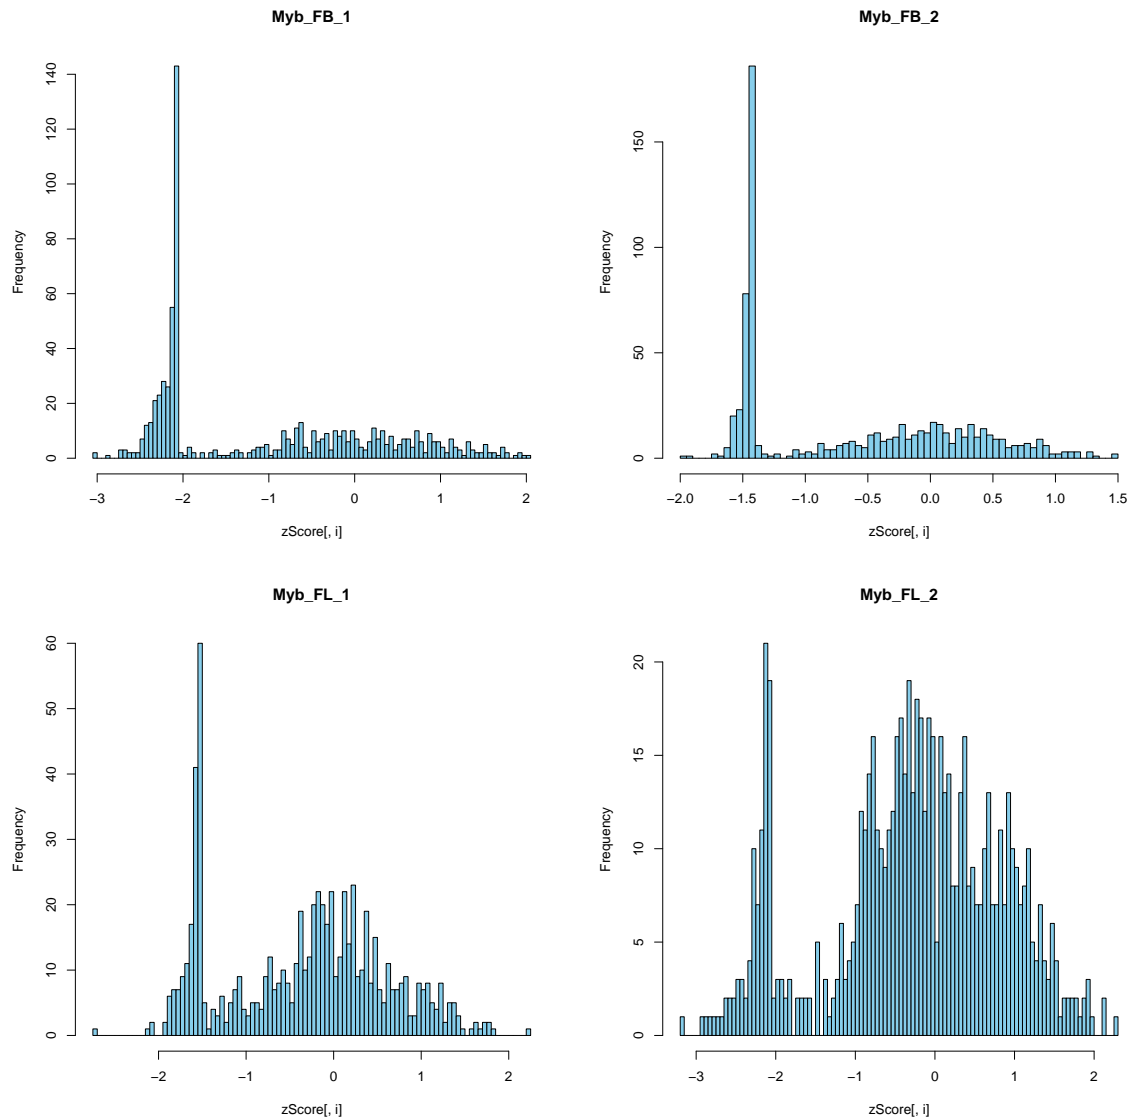 Myb_FB_1
Frequency
0 20 40 60 80 100 120 140
−3 −2 −1 0 1 2
zScore[, i]
Myb_FB_2
Frequency
0 50 100 150
−2.0 −1.5 −1.0 −0.5 0.0 0.5 1.0 1.5
zScore[, i]
Myb_FL_1
Frequency
0 10 20 30 40 50 60
−2 −1 0 1 2
zScore[, i]
Myb_FL_2
Frequency
0 5 10 15 20
−3 −2 −1 0 1 2
zScore[, i]